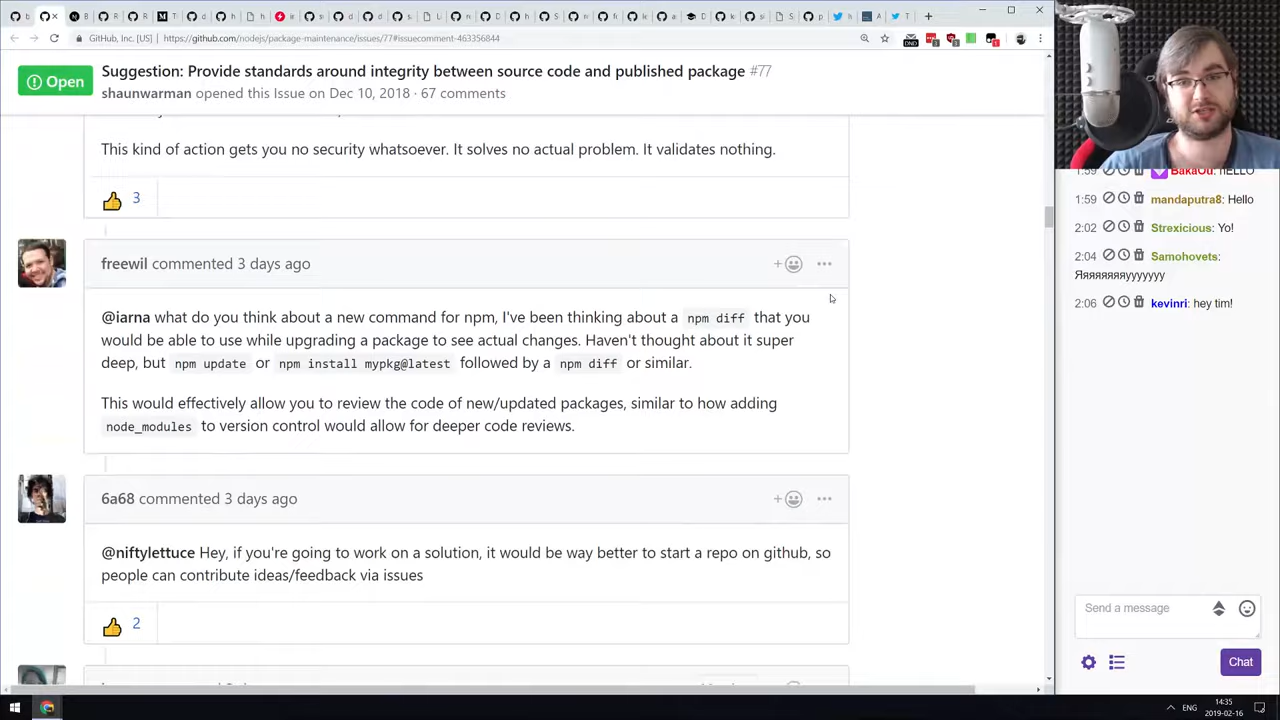 GitHub, Inc. [US] https://github.com/nodejs/package-maintenance/issues/77#issuecomment-463356844
Open
Suggestion: Provide standards around integrity between source code and published package #77
shaunwarman opened this Issue on Dec 10, 2018 · 67 comments
This kind of action gets you no security whatsoever. It solves no actual problem. It validates nothing.
3
freewil commented 3 days ago
@iarna what do you think about a new command for npm, I've been thinking about a npm diff that you
would be able to use while upgrading a package to see actual changes. Haven't thought about it super
deep, but npm update or npm install mypkg@latest followed by a npm diff or similar.
This would effectively allow you to review the code of new/updated packages, similar to how adding
node_modules to version control would allow for deeper code reviews.
6a68 commented 3 days ago
@niftylettuce Hey, if you're going to work on a solution, it would be way better to start a repo on github, so
people can contribute ideas/feedback via issues
2
1:59 BakaOu: hELLO
1:59 mandaputra8: Hello
2:02 Strexicious: Yo!
2:04 Samohovets:
Яяяяяяяяууууууу
2:06 kevinri: hey tim!
Send a message
Chat
ENG
14:35
2019-02-16